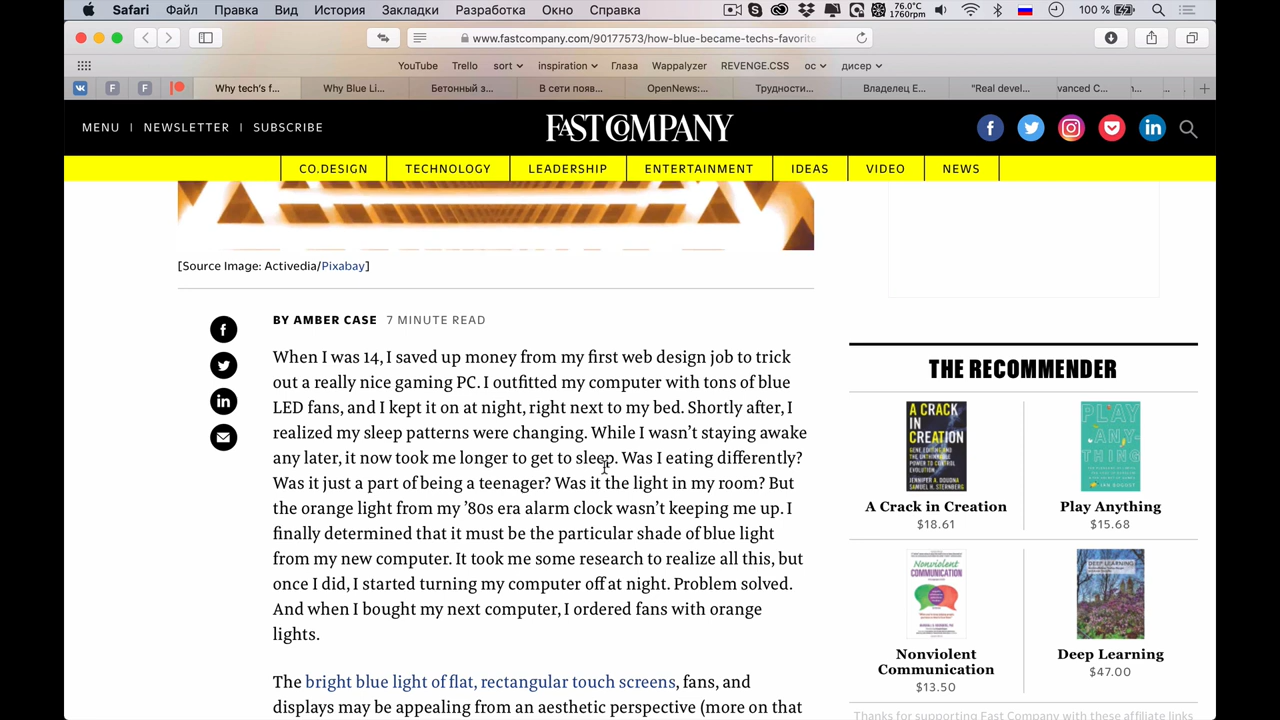 Safari Файл Правка Вид История Закладки Разработка Окно Справка 76.0°C 1760rpm 100 %
www.fastcompany.com/90177573/how-blue-became-techs-favorite
YouTube Trello sort inspiration Глаза Wappalyzer REVENGE.CSS ос дисер
Why tech's f... Why Blue Li... Бетонный з... В сети появ... OpenNews:... Трудности... Владелец Е... "Real devel... vanced C...
MENU | NEWSLETTER | SUBSCRIBE FAST COMPANY
CO.DESIGN TECHNOLOGY LEADERSHIP ENTERTAINMENT IDEAS VIDEO NEWS
[Source Image: Activedia/Pixabay]
BY AMBER CASE 7 MINUTE READ
When I was 14, I saved up money from my first web design job to trick
out a really nice gaming PC. I outfitted my computer with tons of blue
LED fans, and I kept it on at night, right next to my bed. Shortly after, I
realized my sleep patterns were changing. While I wasn't staying awake
any later, it now took me longer to get to sleep. Was I eating differently?
Was it just a part of being a teenager? Was it the light in my room? But
the orange light from my '80s era alarm clock wasn't keeping me up. I
finally determined that it must be the particular shade of blue light
from my new computer. It took me some research to realize all this, but
once I did, I started turning my computer off at night. Problem solved.
And when I bought my next computer, I ordered fans with orange
lights.
The bright blue light of flat, rectangular touch screens, fans, and
displays may be appealing from an aesthetic perspective (more on that
THE RECOMMENDER
A CRACK IN CREATION
JENNIFER A. DOUDNA
SAMUEL H. STERNBERG
PLAY ANYTHING
IAN BOGOST
A Crack in Creation
$18.61
Play Anything
$15.68
Nonviolent
COMMUNICATION
DEEP LEARNING
Nonviolent
Communication
$13.50
Deep Learning
$47.00
Thanks for supporting Fast Company with these affiliate links